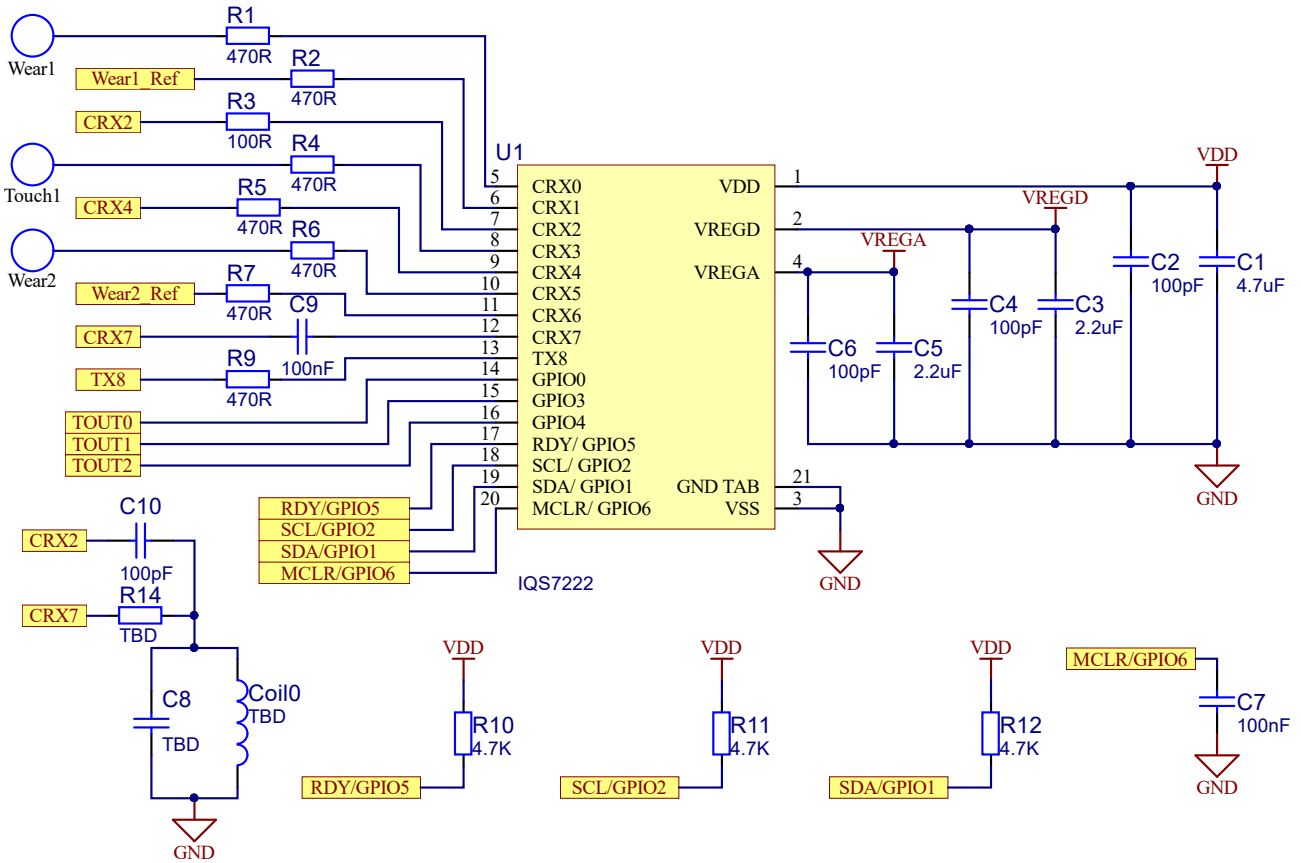 R1
470R
Wear1
Wear1_Ref
R2
470R
CRX2
R3
100R
R4
470R
Touch1
CRX4
R5
470R
R6
470R
Wear2
Wear2_Ref
R7
470R
CRX7
C9
100nF
TX8
R9
470R
TOUT0
TOUT1
TOUT2
RDY/GPIO5
SCL/GPIO2
SDA/GPIO1
MCLR/GPIO6
U1
5 CRX0
6 CRX1
7 CRX2
8 CRX3
9 CRX4
10 CRX5
11 CRX6
12 CRX7
13 TX8
14 GPIO0
15 GPIO3
16 GPIO4
17 RDY/ GPIO5
18 SCL/ GPIO2
19 SDA/ GPIO1
20 MCLR/ GPIO6
VDD 1
VREGD 2
VREGA 4
GND TAB 21
VSS 3
IQS7222
GND
VREGA
VREGD
VDD
C6
100pF
C5
2.2uF
C4
100pF
C3
2.2uF
C2
100pF
C1
4.7uF
GND
CRX2
C10
100pF
CRX7
R14
TBD
C8
TBD
Coil0
TBD
GND
VDD
R10
4.7K
RDY/GPIO5
VDD
R11
4.7K
SCL/GPIO2
VDD
R12
4.7K
SDA/GPIO1
MCLR/GPIO6
C7
100nF
GND